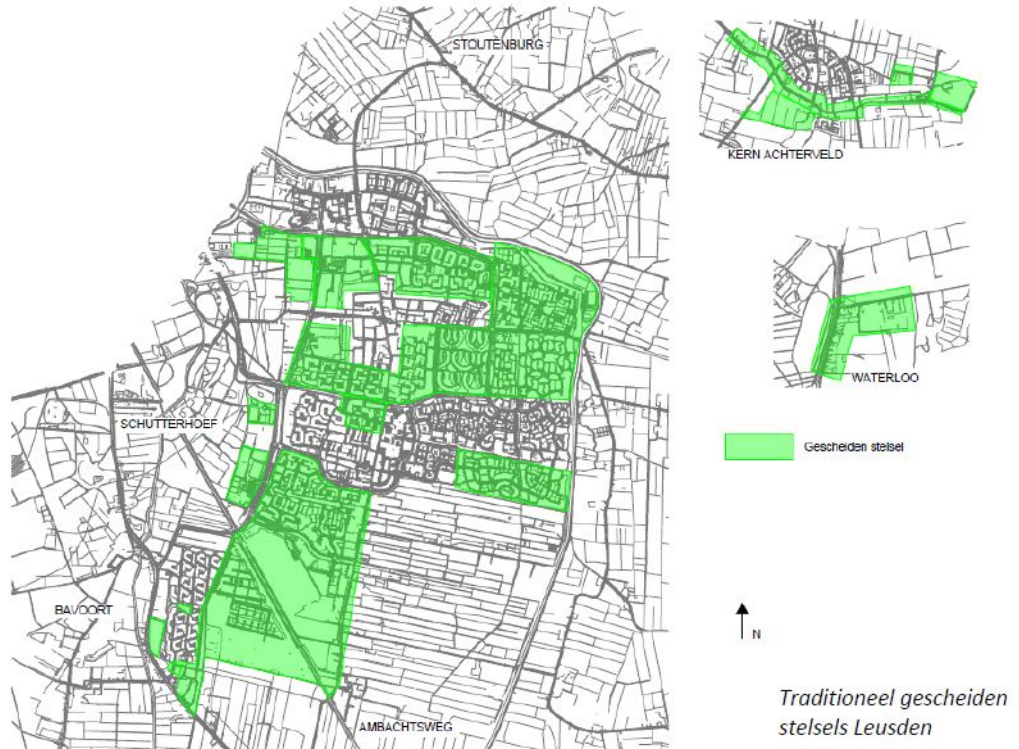 STOUTENBURG
KERN ACHTERVELD
WATERLOO
SCHUTTERHOEF
Gescheiden stelsel
BAVOORT
N
AMBACHTSWEG
Traditioneel gescheiden
stelsels Leusden